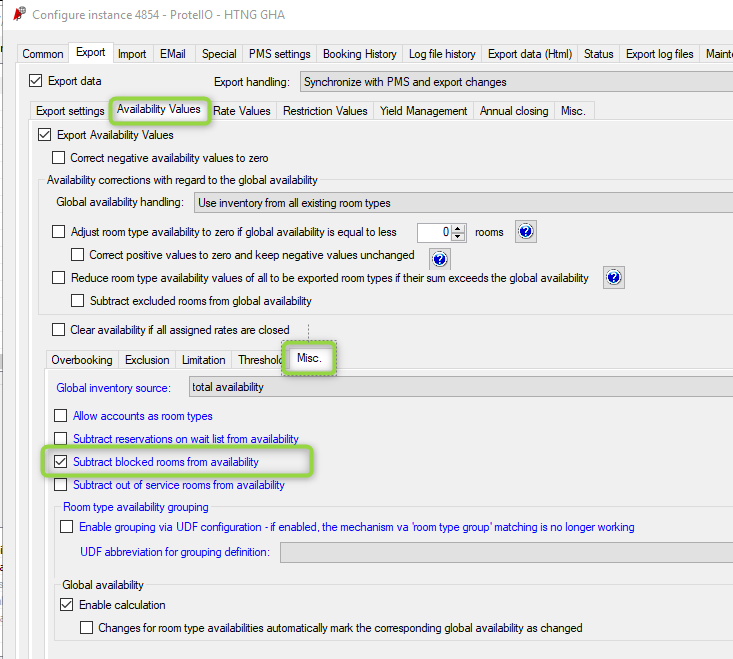 Configure instance 4854 - ProtelIO - HTNG GHA
Common Export Import EMail Special PMS settings Booking History Log file history Export data (Html) Status Export log files
Export data Export handling: Synchronize with PMS and export changes
Export settings Availability Values Rate Values Restriction Values Yield Management Annual closing Misc.
Export Availability Values
Correct negative availability values to zero
Availability corrections with regard to the global availability
Global availability handling: Use inventory from all existing room types
Adjust room type availability to zero if global availability is equal to less 0 rooms
Correct positive values to zero and keep negative values unchanged
Reduce room type availability values of all to be exported room types if their sum exceeds the global availability
Subtract excluded rooms from global availability
Clear availability if all assigned rates are closed
Overbooking Exclusion Limitation Threshold Misc.
Global inventory source: total availability
Allow accounts as room types
Subtract reservations on wait list from availability
Subtract blocked rooms from availability
Subtract out of service rooms from availability
Room type availability grouping
Enable grouping via UDF configuration - if enabled, the mechanism va 'room type group' matching is no longer working
UDF abbreviation for grouping definition:
Global availability
Enable calculation
Changes for room type availabilities automatically mark the corresponding global availability as changed